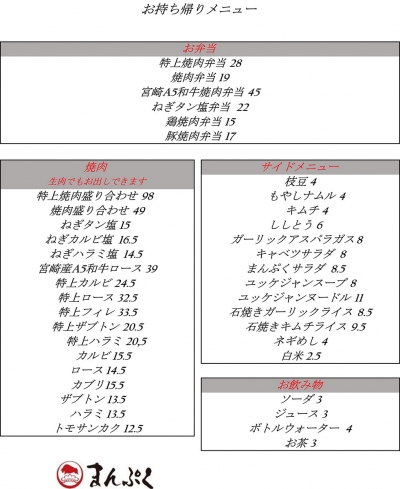 お持ち帰りメニュー
お弁当
特上焼肉弁当 28
焼肉弁当 19
宮崎A5和牛焼肉弁当 45
ねぎタン塩弁当 22
鶏焼肉弁当 15
豚焼肉弁当 17
焼肉
生肉でもお出しできます
特上焼肉盛り合わせ 98
焼肉盛り合わせ 49
ねぎタン塩 15
ねぎカルビ塩 16.5
ねぎハラミ塩 14.5
宮崎産A5和牛ロース 39
特上カルビ 24.5
特上ロース 32.5
特上フィレ 33.5
特上ザブトン 20.5
特上ハラミ 20,5
カルビ 15.5
ロース 14.5
カブリ 15.5
ザブトン 13.5
ハラミ 13.5
トモサンカク 12.5
サイドメニュー
枝豆 4
もやしナムル 4
キムチ 4
ししとう 6
ガーリックアスパラガス 8
キャベツサラダ 8
まんぷくサラダ 8.5
ユッケジャンスープ 8
ユッケジャンヌードル 11
石焼きガーリックライス 8.5
石焼きキムチライス 9.5
ネギめし 4
白米 2.5
お飲み物
ソーダ 3
ジュース 3
ボトルウォーター 4
お茶 3
まんぷく